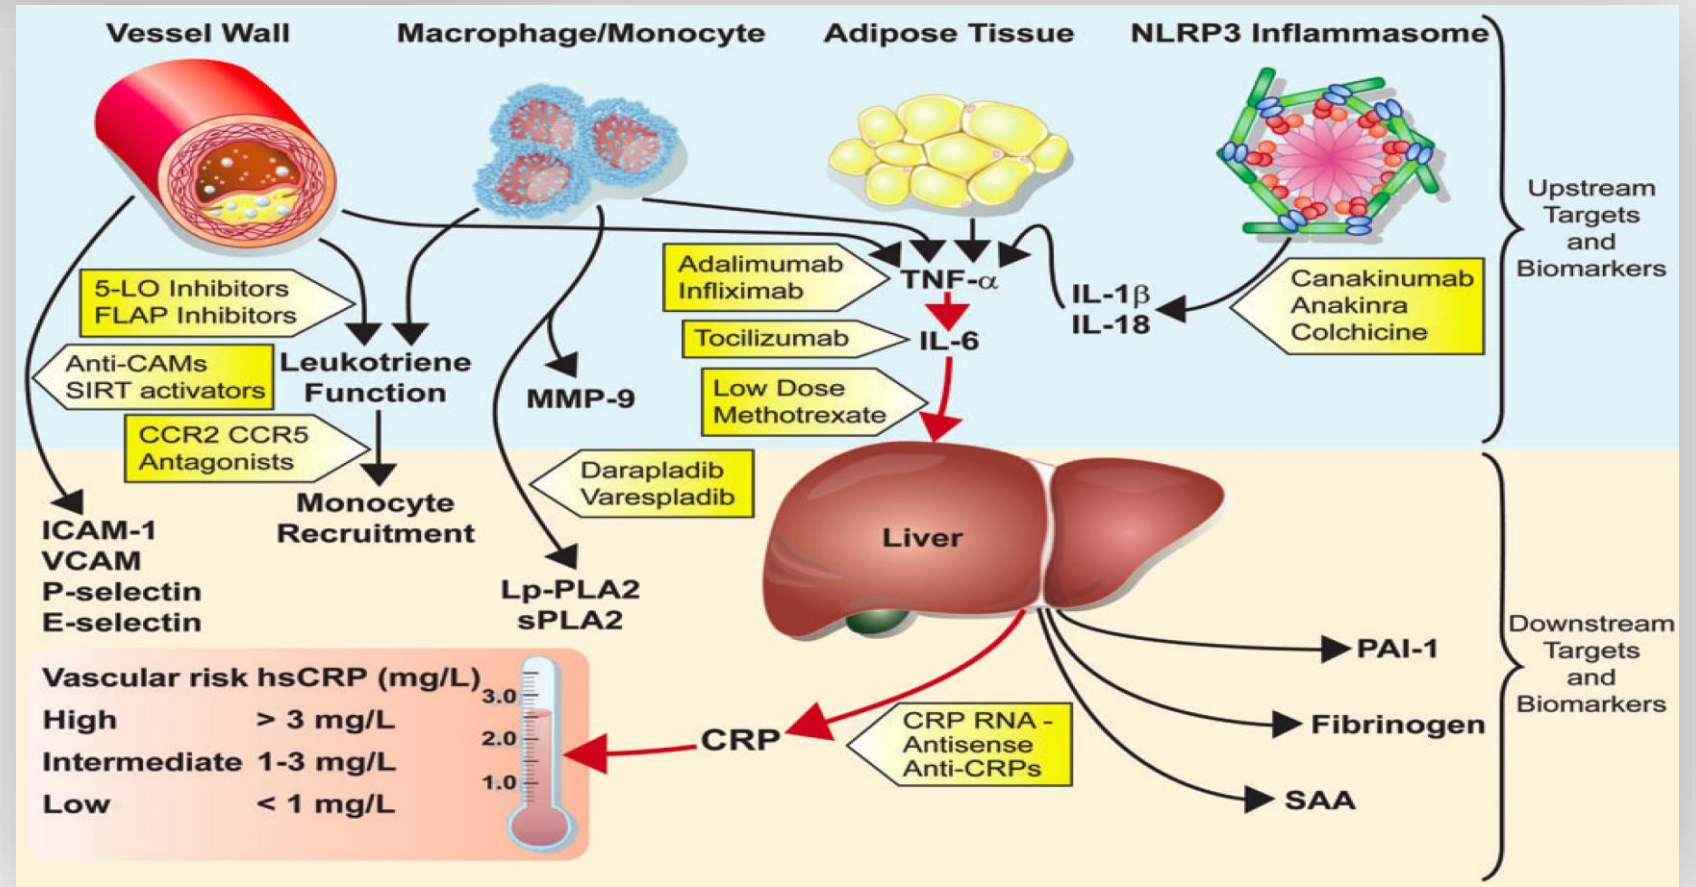 Vessel Wall
Macrophage/Monocyte
Adipose Tissue
NLRP3 Inflammasome
Upstream
Targets
and
Biomarkers
5-LO Inhibitors
FLAP Inhibitors
Adalimumab
Infliximab
TNF-α
IL-1β
IL-18
Canakinumab
Anakinra
Colchicine
Tocilizumab
IL-6
Anti-CAMs
SIRT activators
Leukotriene
Function
MMP-9
Low Dose
Methotrexate
CCR2 CCR5
Antagonists
Darapladib
Varespladib
Monocyte
Recruitment
ICAM-1
VCAM
P-selectin
E-selectin
Lp-PLA2
sPLA2
Liver
Downstream
Targets
and
Biomarkers
PAI-1
Fibrinogen
SAA
CRP RNA -
Antisense
Anti-CRPs
CRP
Vascular risk hsCRP (mg/L)
High > 3 mg/L
Intermediate 1-3 mg/L
Low < 1 mg/L
3.0
2.0
1.0